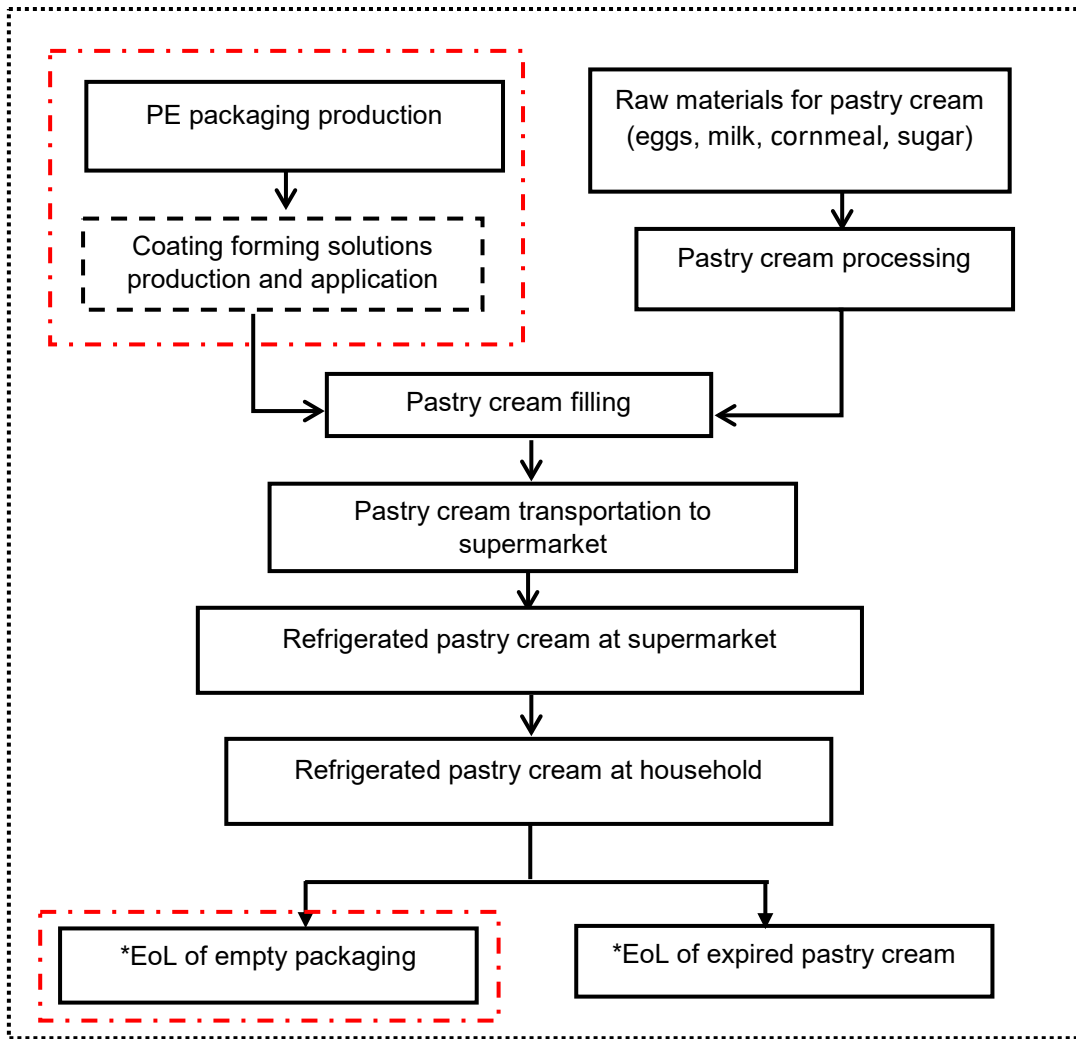 PE packaging production
Raw materials for pastry cream
(eggs, milk, cornmeal, sugar)
Coating forming solutions
production and application
Pastry cream processing
Pastry cream filling
Pastry cream transportation to
supermarket
Refrigerated pastry cream at supermarket
Refrigerated pastry cream at household
*EoL of empty packaging
*EoL of expired pastry cream